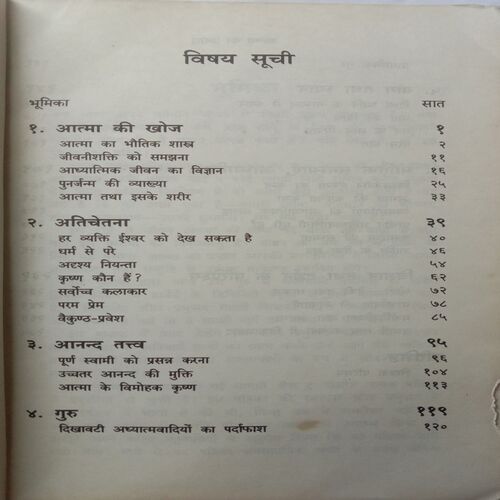 विषय सूची
भूमिका सात
१. आत्मा की खोज १
आत्मा का भौतिक शास्त्र २
जीवनीशक्ति को समझना ११
आध्यात्मिक जीवन का विज्ञान १६
पुनर्जन्म की व्याख्या २५
आत्मा तथा इसके शरीर ३३
२. अतिचेतना ३९
हर व्यक्ति ईश्वर को देख सकता है ४०
धर्म से परे ४६
अदृश्य नियन्ता ५४
कृष्ण कौन हैं? ६२
सर्वोच्च कलाकार ७२
परम प्रेम ७८
वैकुण्ठ-प्रवेश ८५
३. आनन्द तत्त्व ९५
पूर्ण स्वामी को प्रसन्न करना ९६
उच्चतर आनन्द की मुक्ति १०४
आत्मा के विमोहक कृष्ण ११३
४. गुरु ११९
दिखावटी अध्यात्मवादियों का पर्दाफाश १२०